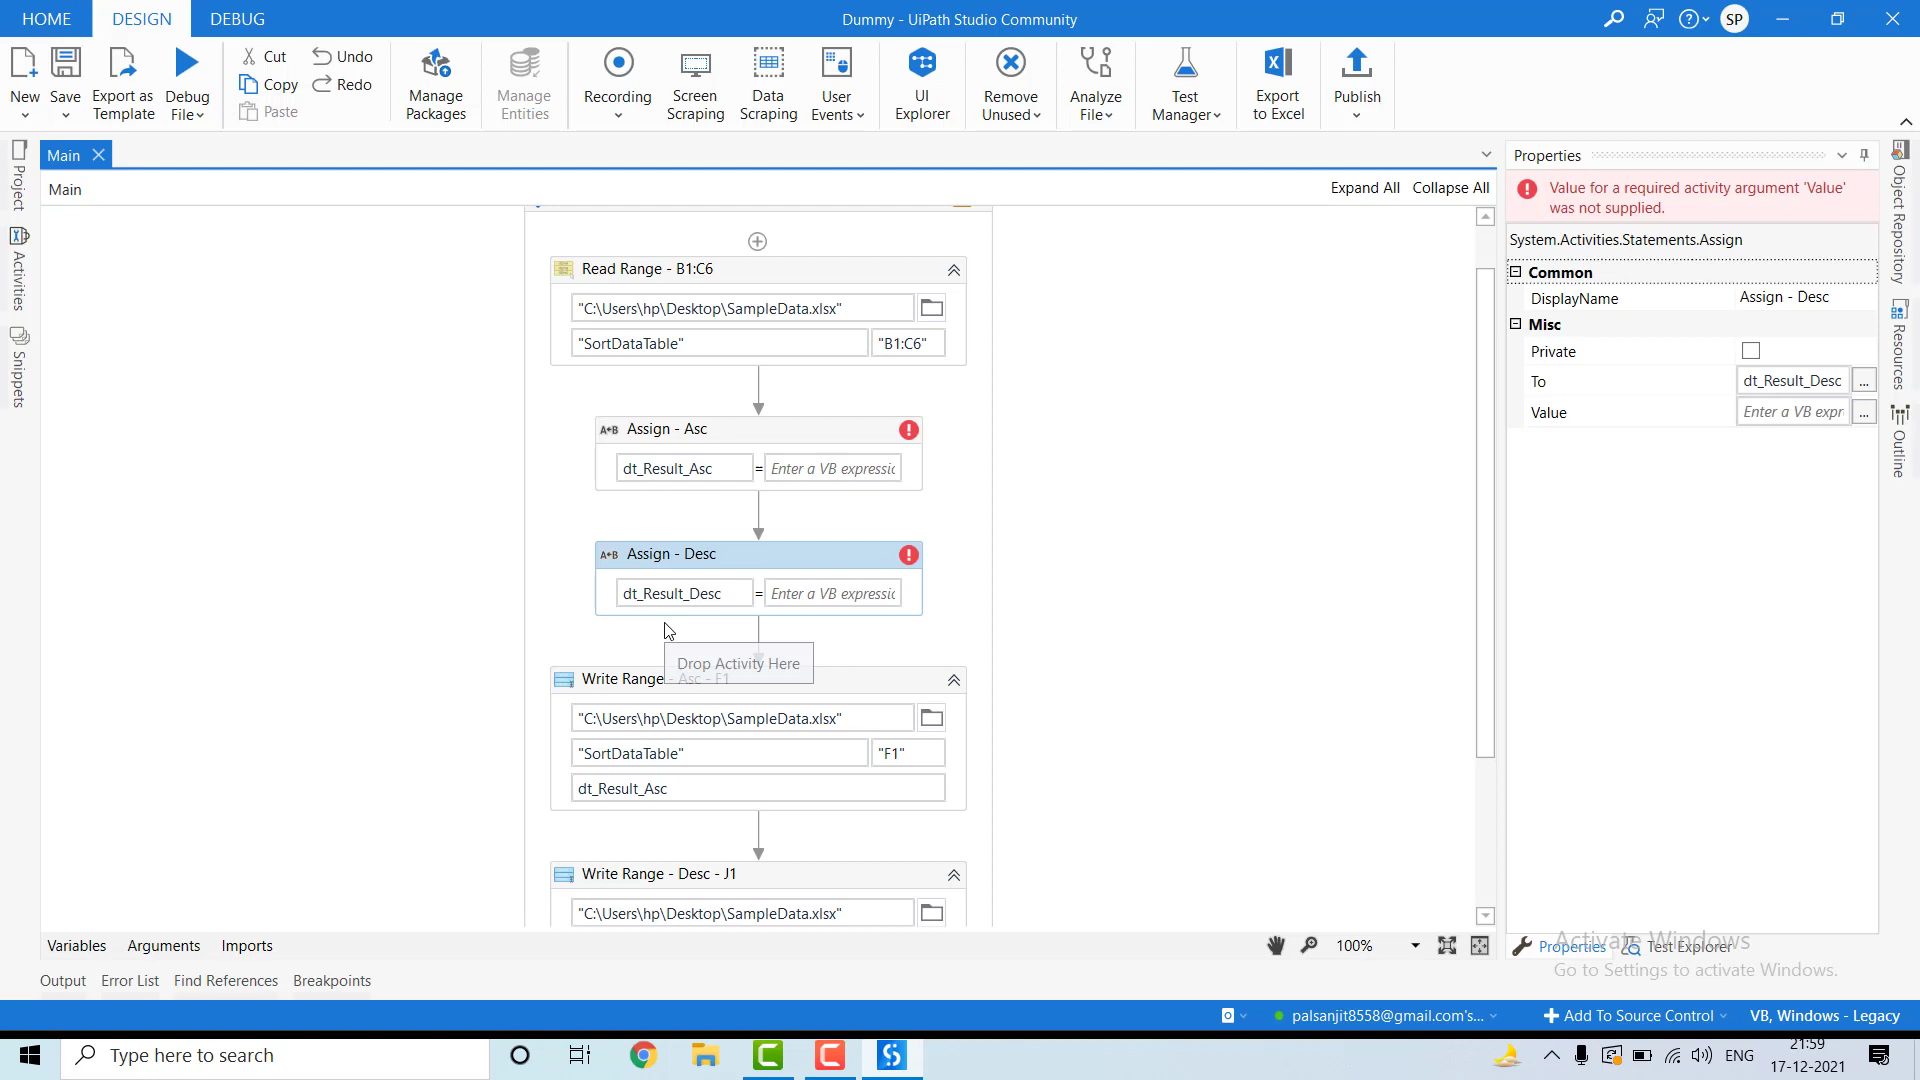 HOME DESIGN DEBUG
Dummy - UiPath Studio Community
SP
New
Save
Export as
Template
Debug
File
Cut
Copy
Paste
Undo
Redo
Manage
Packages
Manage
Entities
Recording
Screen
Scraping
Data
Scraping
User
Events
UI
Explorer
Remove
Unused
Analyze
File
Test
Manager
Export
to Excel
Publish
Project
Activities
Snippets
Main
Main
Expand All Collapse All
Read Range - B1:C6
"C:\Users\hp\Desktop\SampleData.xlsx"
"SortDataTable" "B1:C6"
A+B Assign - Asc
dt_Result_Asc = Enter a VB expressic
A+B Assign - Desc
dt_Result_Desc = Enter a VB expressic
Drop Activity Here
Write Range - Asc - F1
"C:\Users\hp\Desktop\SampleData.xlsx"
"SortDataTable" "F1"
dt_Result_Asc
Write Range - Desc - J1
"C:\Users\hp\Desktop\SampleData.xlsx"
Properties
Value for a required activity argument 'Value'
was not supplied.
System.Activities.Statements.Assign
Common
DisplayName Assign - Desc
Misc
Private
To dt_Result_Desc ...
Value Enter a VB expr ...
Object Repository
Resources
Outline
Variables Arguments Imports
100%
Properties Test Explorer
Activate Windows
Go to Settings to activate Windows.
Output Error List Find References Breakpoints
palsanjit8558@gmail.com's...
Add To Source Control
VB, Windows - Legacy
Type here to search
ENG
21:59
17-12-2021